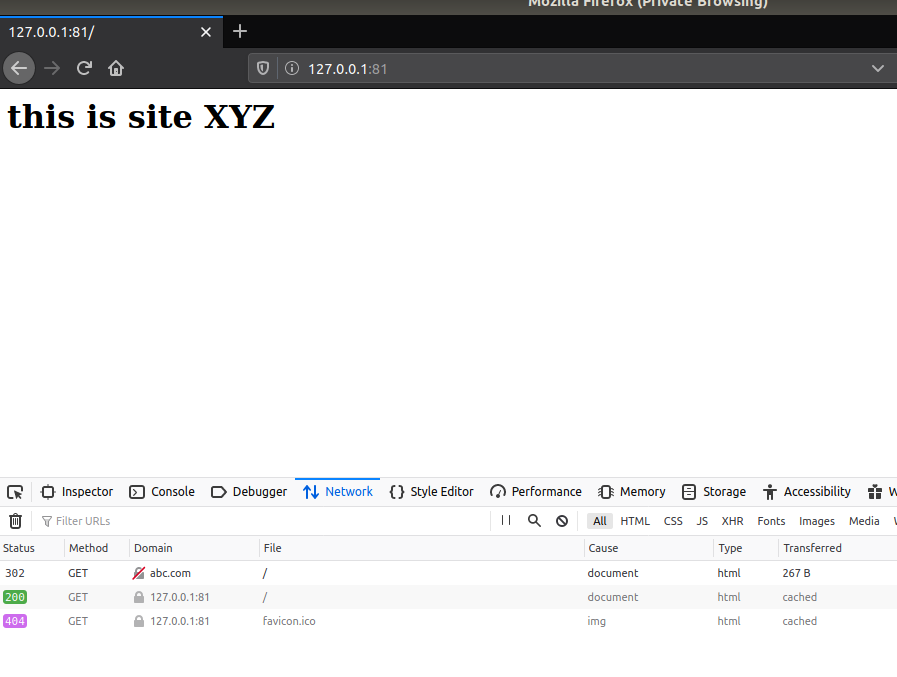 Mozilla Firefox (Private Browsing)
127.0.0.1:81/
127.0.0.1:81
this is site XYZ
Inspector Console Debugger Network Style Editor Performance Memory Storage Accessibility W
Filter URLs All HTML CSS JS XHR Fonts Images Media
Status Method Domain File Cause Type Transferred
302 GET abc.com / document html 267 B
200 GET 127.0.0.1:81 / document html cached
404 GET 127.0.0.1:81 favicon.ico img html cached